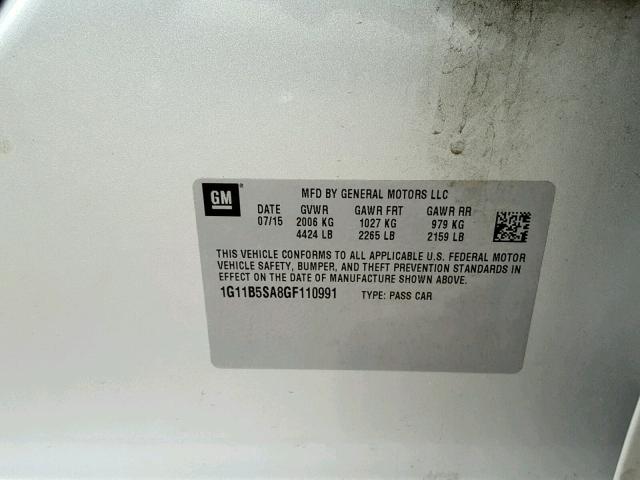 GM MFD BY GENERAL MOTORS LLC
DATE GVWR GAWR FRT GAWR RR
07/15 2006 KG 1027 KG 979 KG
4424 LB 2265 LB 2159 LB
THIS VEHICLE CONFORMS TO ALL APPLICABLE U.S. FEDERAL MOTOR
VEHICLE SAFETY, BUMPER, AND THEFT PREVENTION STANDARDS IN
EFFECT ON THE DATE OF MANUFACTURE SHOWN ABOVE.
1G11B5SA8GF110991 TYPE: PASS CAR